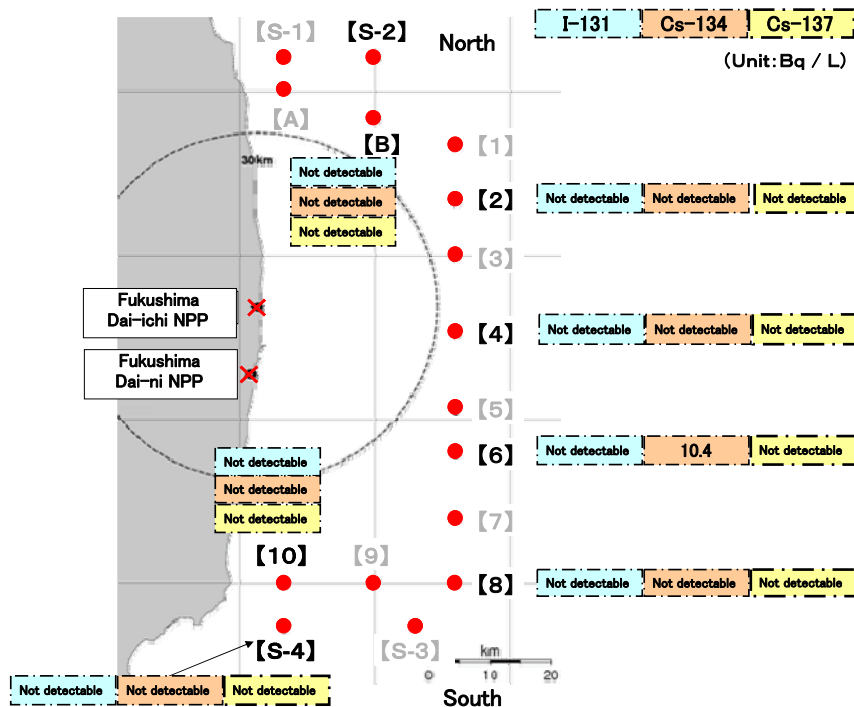 【S-1】 【S-2】 North I-131 Cs-134 Cs-137
(Unit: Bq / L)
【A】
【B】 【1】
30km
Not detectable
Not detectable
Not detectable
【2】 Not detectable Not detectable Not detectable
【3】
Fukushima
Dai-ichi NPP
【4】 Not detectable Not detectable Not detectable
Fukushima
Dai-ni NPP
【5】
【6】 Not detectable 10.4 Not detectable
Not detectable
Not detectable
Not detectable
【7】
【10】 【9】 【8】 Not detectable Not detectable Not detectable
【S-4】 【S-3】 km
0 10 20
Not detectable Not detectable Not detectable
South